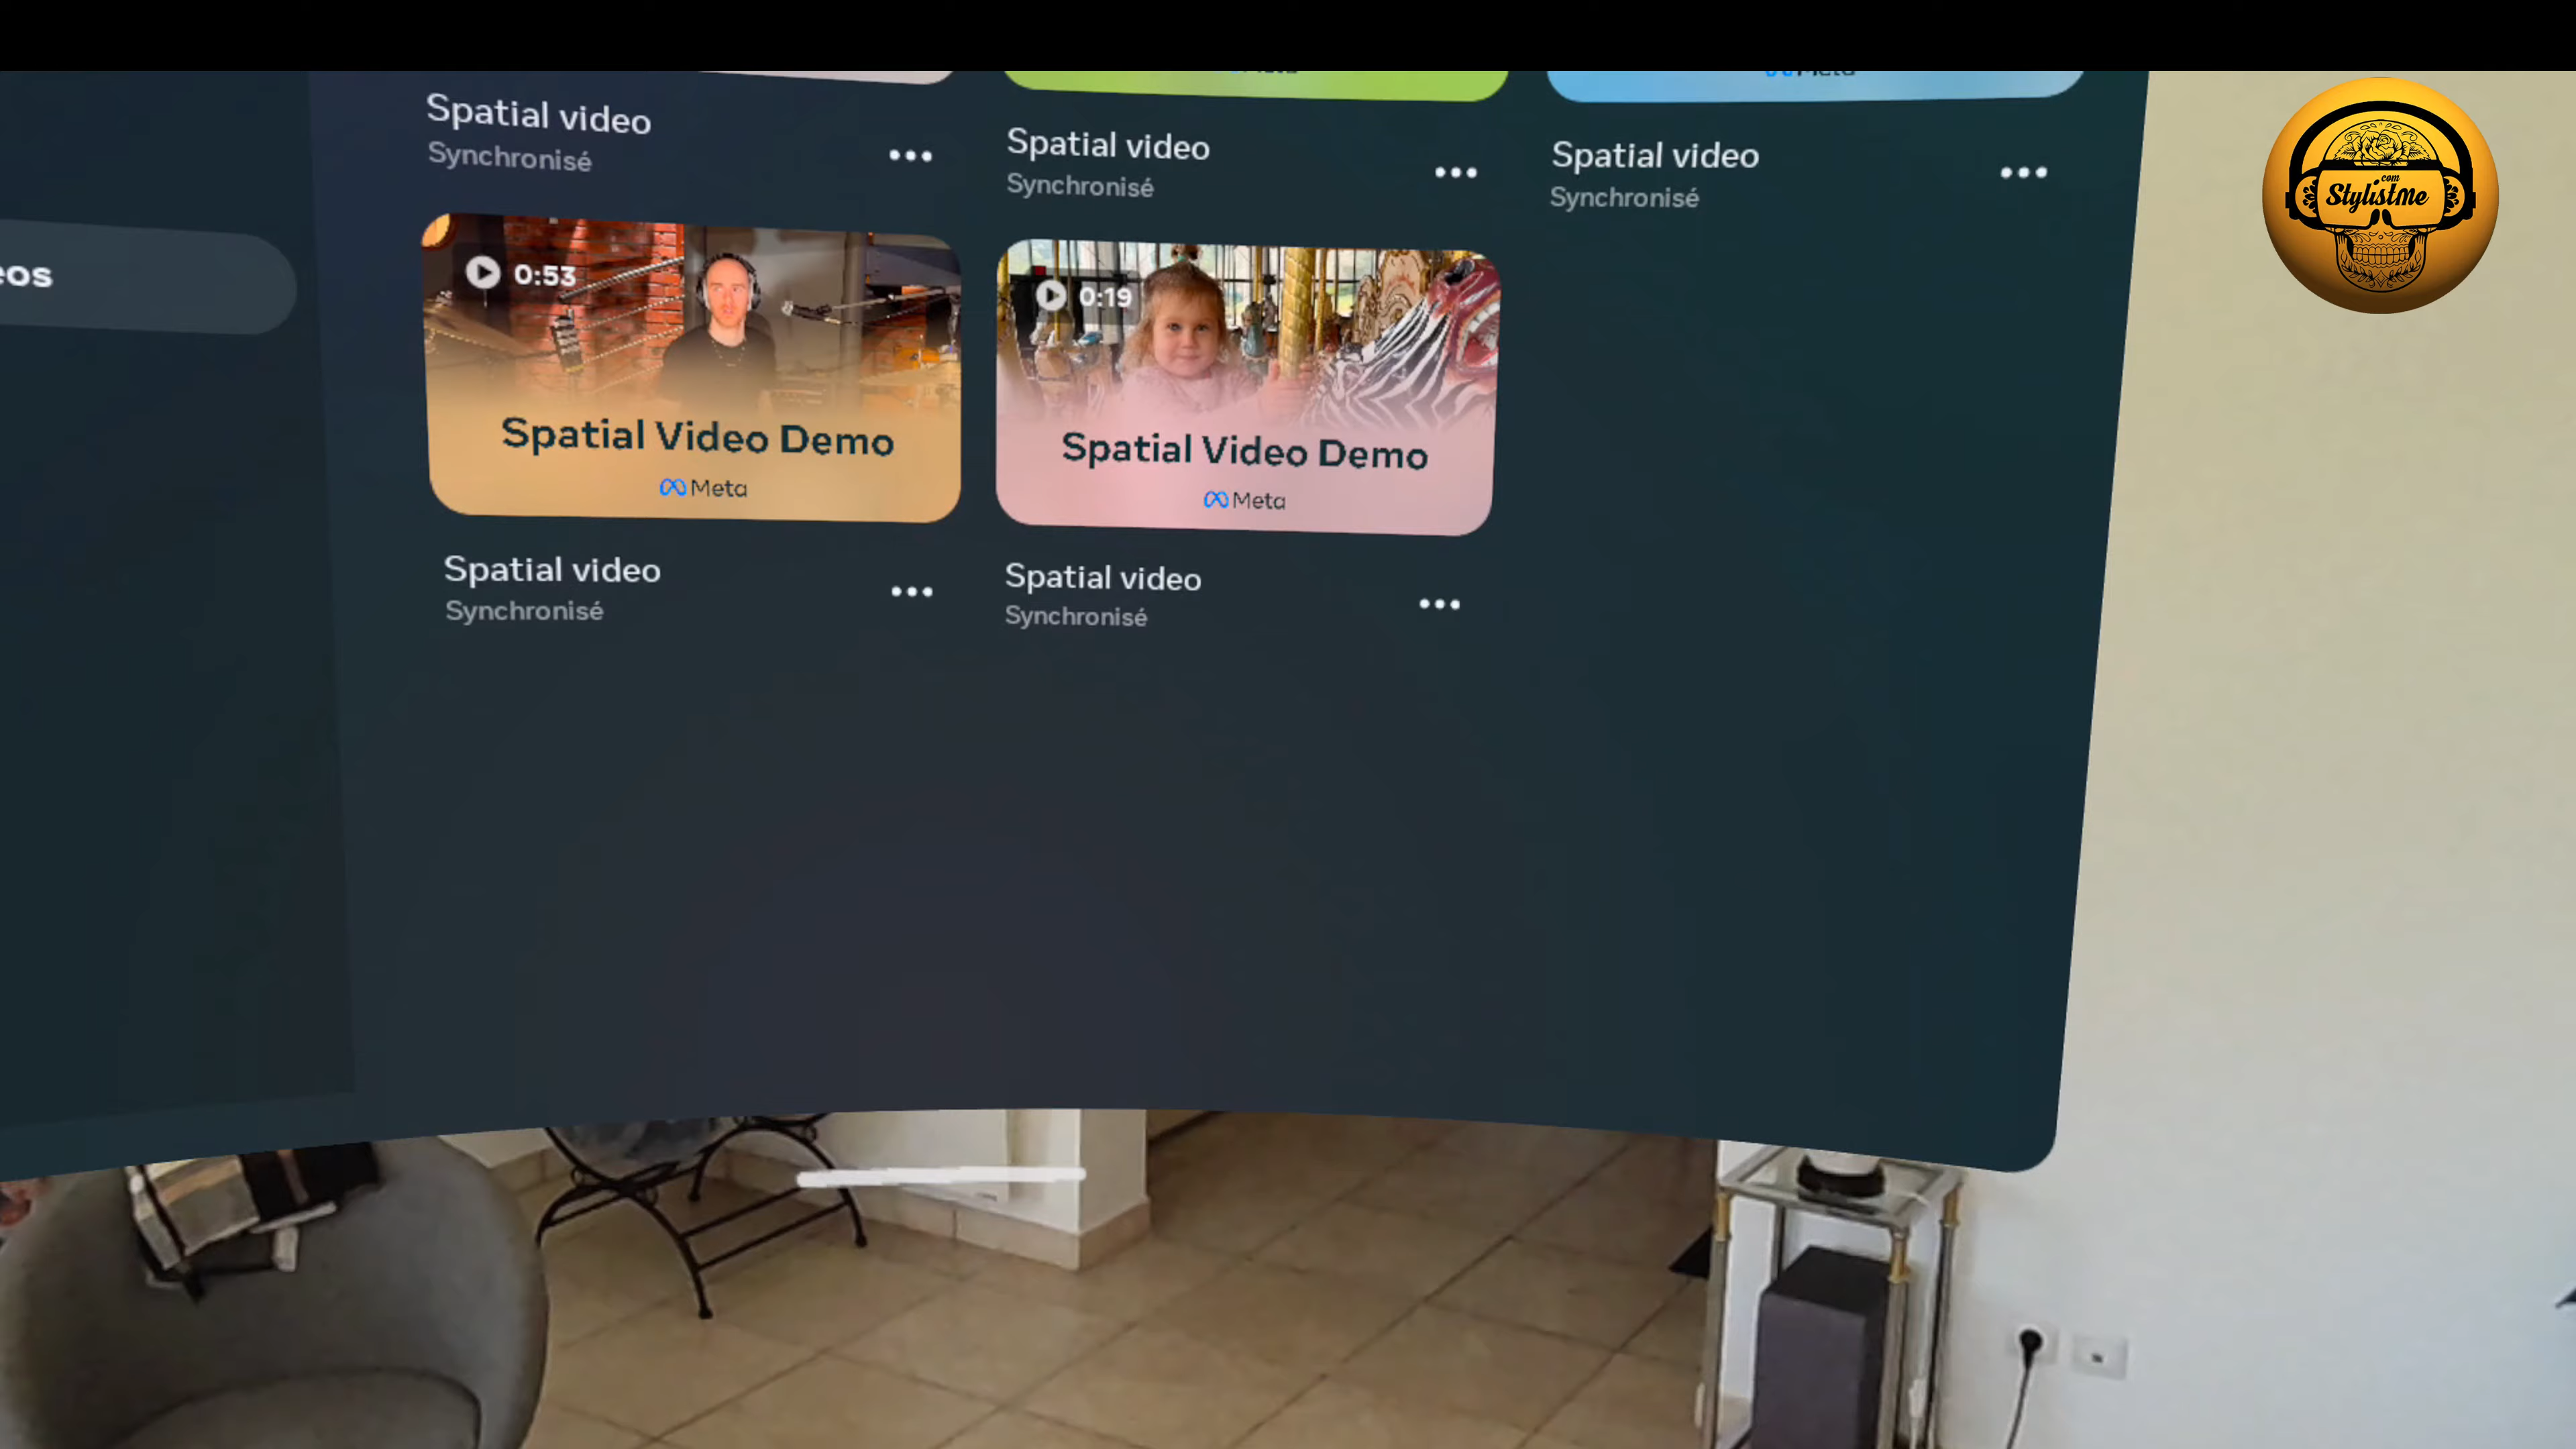 Meta
Spatial video
Synchronisé
Spatial video
Synchronisé
Spatial video
Synchronisé
com
StylistMe
eos
0:53
Spatial Video Demo
Meta
0:19
Spatial Video Demo
Meta
Spatial video
Synchronisé
Spatial video
Synchronisé